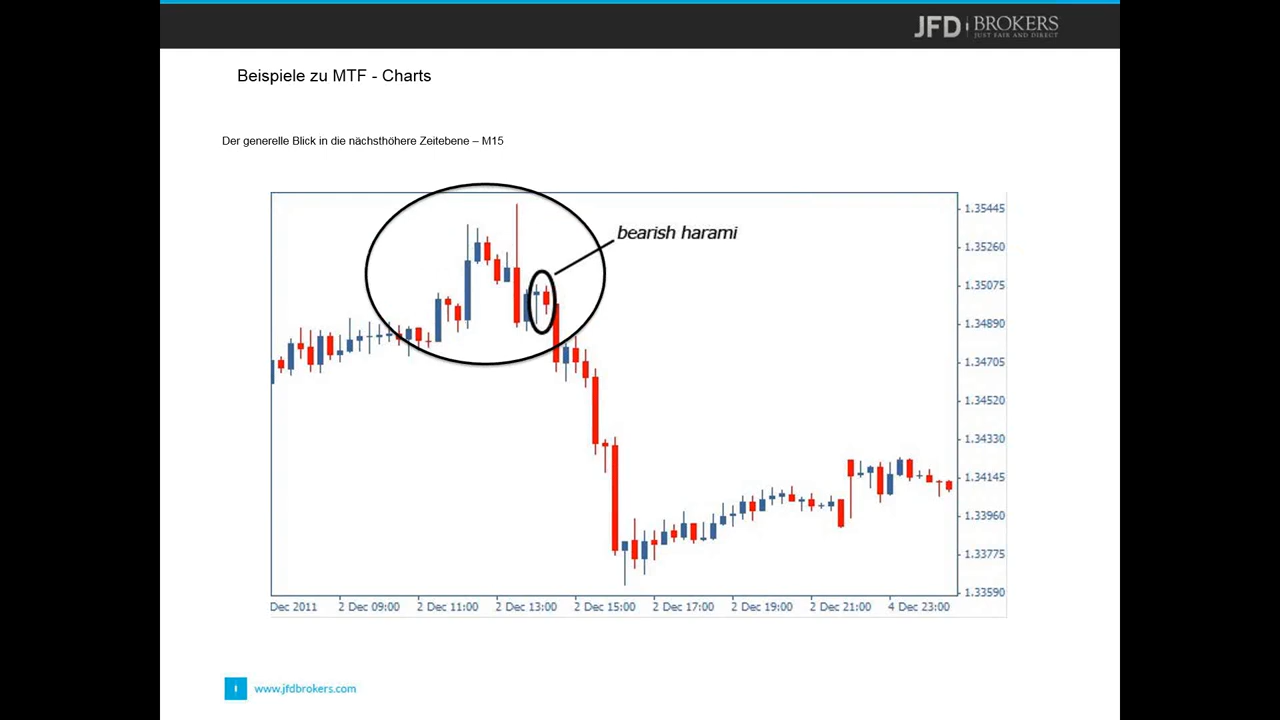 JFD BROKERS
JUST FAIR AND DIRECT
Beispiele zu MTF - Charts
Der generelle Blick in die nächsthöhere Zeitebene – M15
bearish harami
1.35445
1.35260
1.35075
1.34890
1.34705
1.34520
1.34330
1.34145
1.33960
1.33775
1.33590
Dec 2011 2 Dec 09:00 2 Dec 11:00 2 Dec 13:00 2 Dec 15:00 2 Dec 17:00 2 Dec 19:00 2 Dec 21:00 4 Dec 23:00
www.jfdbrokers.com